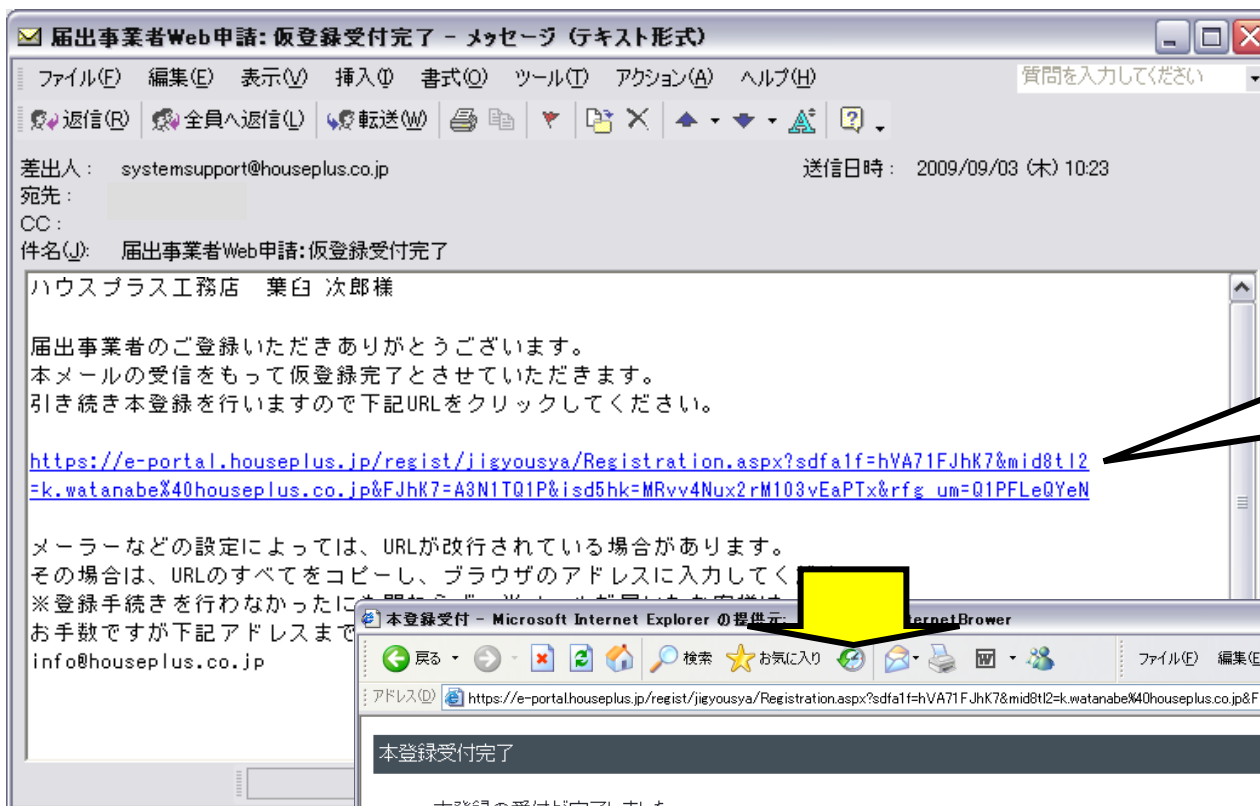 届出事業者Web申請：仮登録受付完了 - メッセージ (テキスト形式)
ファイル(F) 編集(E) 表示(V) 挿入(I) 書式(O) ツール(T) アクション(A) ヘルプ(H) 質問を入力してください
返信(R) 全員へ返信(L) 転送(W)
差出人： systemsupport@houseplus.co.jp 送信日時： 2009/09/03 (木) 10:23
宛先：
CC：
件名(J): 届出事業者Web申請：仮登録受付完了
ハウスプラス工務店 葉臼 次郎様
届出事業者のご登録いただきありがとうございます。
本メールの受信をもって仮登録完了とさせていただきます。
引き続き本登録を行いますので下記URLをクリックしてください。
https://e-portal.houseplus.jp/regist/jigyousya/Registration.aspx?sdfa1f=hVA71FJhK7&mid8tl2
=k.watanabe%40houseplus.co.jp&FJhK7=A3N1TQ1P&isd5hk=MRvv4Nux2rM103vEaPTx&rfg_um=Q1PFLeQYeN
メーラーなどの設定によっては、URLが改行されている場合があります。
その場合は、URLのすべてをコピーし、ブラウザのアドレスに入力してく
※登録手続きを行わなかったに
お手数ですが下記アドレスまで
info@houseplus.co.jp
本登録受付 - Microsoft Internet Explorer の提供元: ternetBrower
戻る 検索 お気に入り ファイル(F) 編集(E
アドレス(D) https://e-portal.houseplus.jp/regist/jigyousya/Registration.aspx?sdfa1f=hVA71FJhK7&mid8tl2=k.watanabe%40houseplus.co.jp&F
本登録受付完了
本登録の受付が完了しました